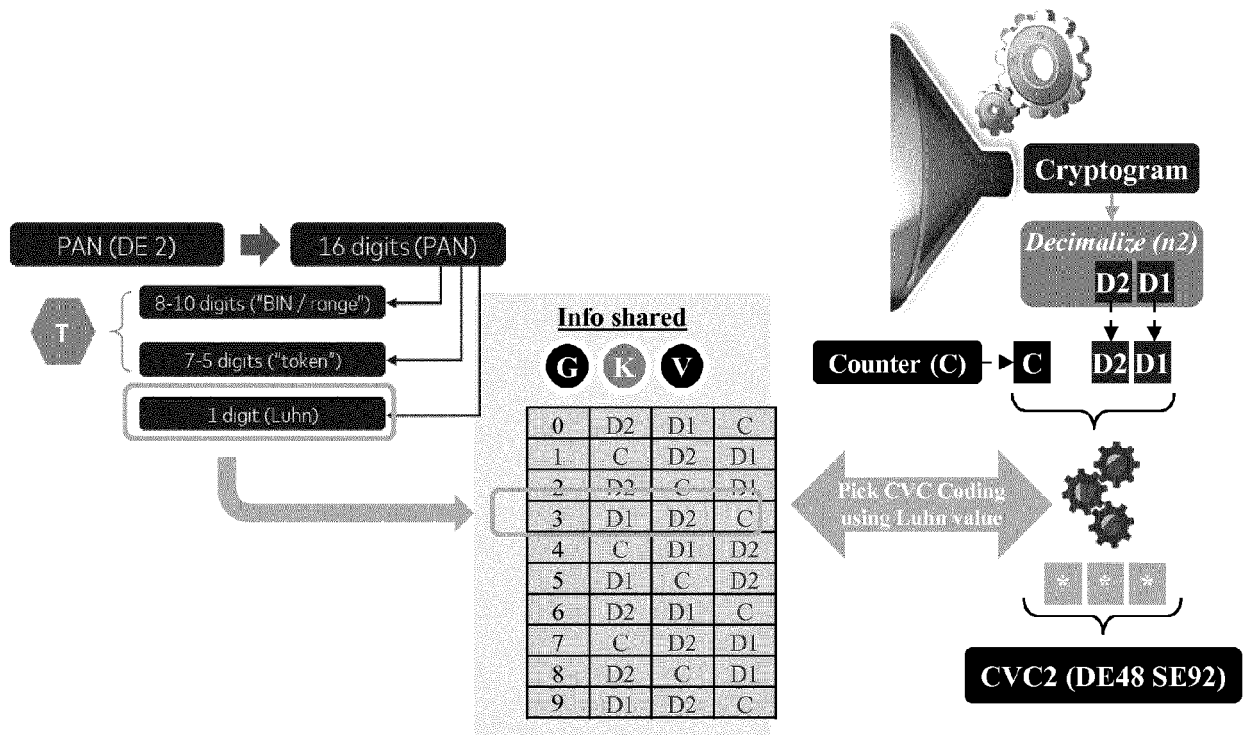 Cryptogram
Decimalize (n2)
D2 D1
PAN (DE 2)
16 digits (PAN)
8-10 digits ("BIN / range")
T
7-5 digits ("token")
1 digit (Luhn)
Info shared
G K V
Counter (C)
C
D2 D1
0 D2 D1 C
1 C D2 D1
2 D2 C D1
3 D1 D2 C
4 C D1 D2
5 D1 C D2
6 D2 D1 C
7 C D2 D1
8 D2 C D1
9 D1 D2 C
Pick CVC Coding
using Luhn value
* * *
CVC2 (DE48 SE92)